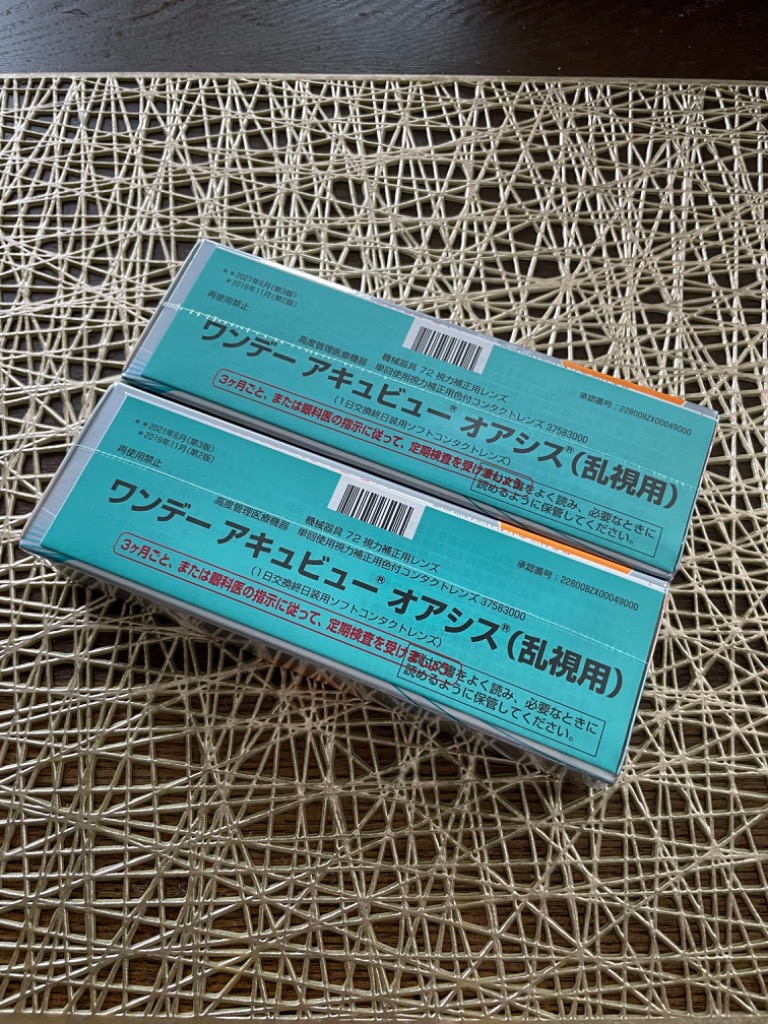 **2021年6月(第3版)
*2019年11月(第2版)
再使用禁止
高度管理医療機器 機械器具 72 視力補正用レンズ
単回使用視力補正用色付コンタクトレンズ 37583000
承認番号:22800BZX00049000
ワンデー アキュビュー® オアシス®(乱視用)
(1日交換終日装用ソフトコンタクトレンズ)
3ヶ月ごと、または眼科医の指示に従って、定期検査を受け
をよく読み、必要なときに
読めるように保管してください。
**2021年6月(第3版)
*2019年11月(第2版)
再使用禁止
高度管理医療機器 機械器具 72 視力補正用レンズ
単回使用視力補正用色付コンタクトレンズ 37583000
承認番号:22800BZX00049000
ワンデー アキュビュー® オアシス®(乱視用)
(1日交換終日装用ソフトコンタクトレンズ)
3ヶ月ごと、または眼科医の指示に従って、定期検査を受け
をよく読み、必要なときに
読めるように保管してください。